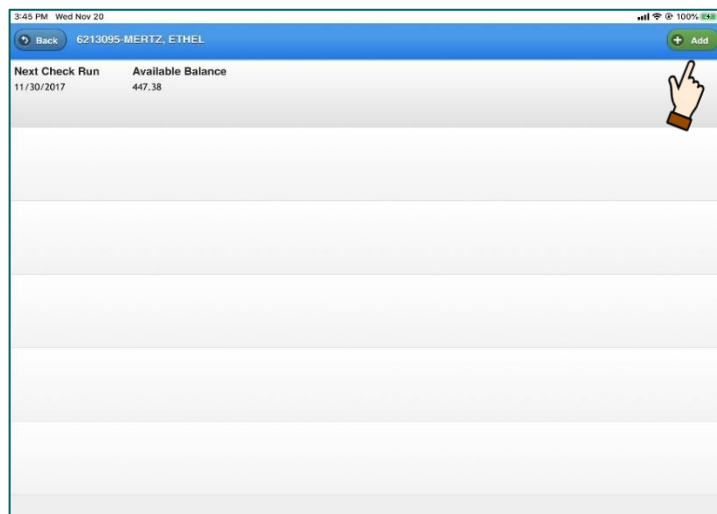 3:45 PM Wed Nov 20 100%
Back 6213095-MERTZ, ETHEL Add
Next Check Run Available Balance
11/30/2017 447.38